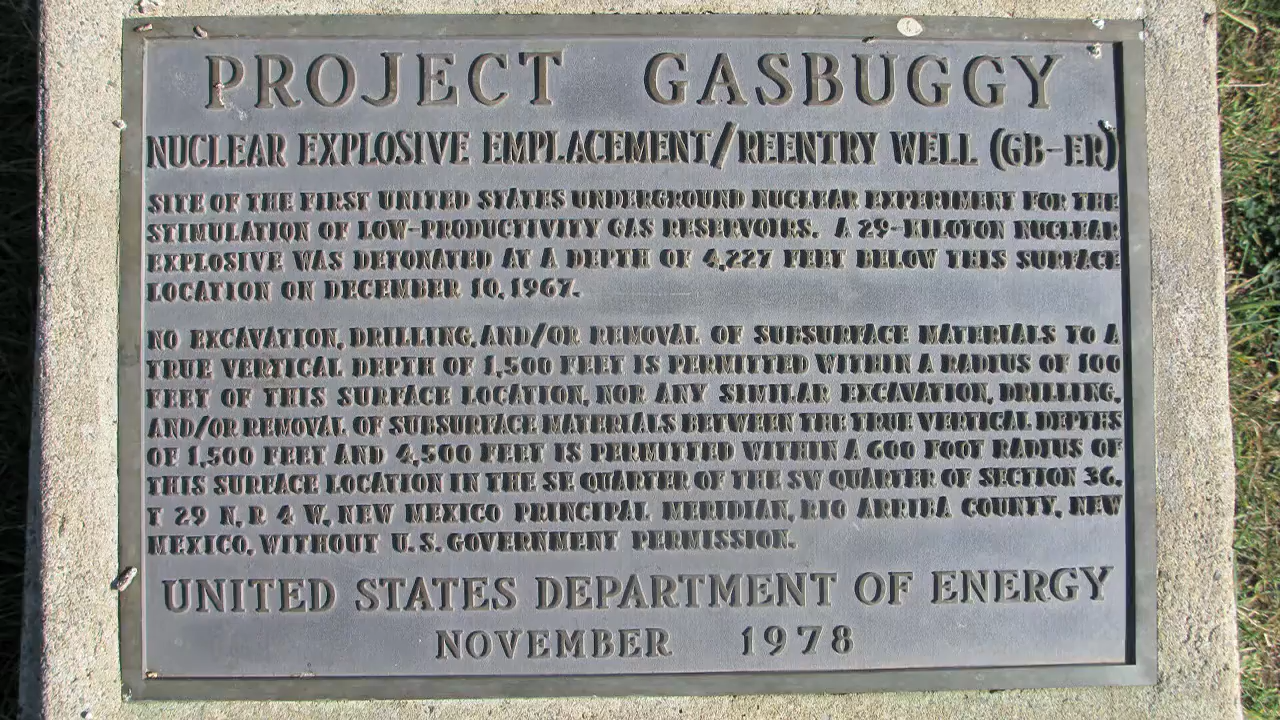 PROJECT GASBUGGY
NUCLEAR EXPLOSIVE EMPLACEMENT/REENTRY WELL (GB-ER)
SITE OF THE FIRST UNITED STATES UNDERGROUND NUCLEAR EXPERIMENT FOR THE
STIMULATION OF LOW-PRODUCTIVITY GAS RESERVOIRS. A 29-KILOTON NUCLEAR
EXPLOSIVE WAS DETONATED AT A DEPTH OF 4,227 FEET BELOW THIS SURFACE
LOCATION ON DECEMBER 10, 1967.
NO EXCAVATION, DRILLING, AND/OR REMOVAL OF SUBSURFACE MATERIALS TO A
TRUE VERTICAL DEPTH OF 1,500 FEET IS PERMITTED WITHIN A RADIUS OF 100
FEET OF THIS SURFACE LOCATION, NOR ANY SIMILAR EXCAVATION, DRILLING,
AND/OR REMOVAL OF SUBSURFACE MATERIALS BETWEEN THE TRUE VERTICAL DEPTHS
OF 1,500 FEET AND 4,500 FEET IS PERMITTED WITHIN A 600 FOOT RADIUS OF
THIS SURFACE LOCATION IN THE SE QUARTER OF THE SW QUARTER OF SECTION 36,
T 29 N, R 4 W, NEW MEXICO PRINCIPAL MERIDIAN, RIO ARRIBA COUNTY, NEW
MEXICO, WITHOUT U.S. GOVERNMENT PERMISSION.
UNITED STATES DEPARTMENT OF ENERGY
NOVEMBER 1978